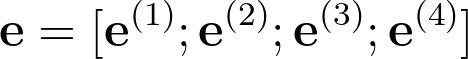 e = [e^{(1)}; e^{(2)}; e^{(3)}; e^{(4)}]